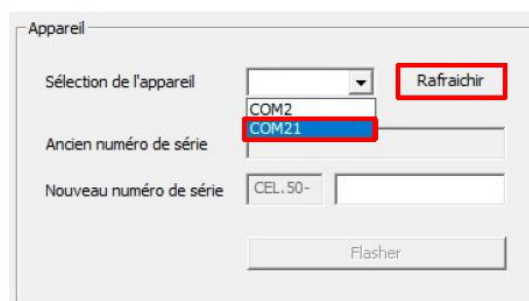 Appareil
Sélection de l'appareil Rafraichir
COM2
COM21
Ancien numéro de série
Nouveau numéro de série CEL.50-
Flasher